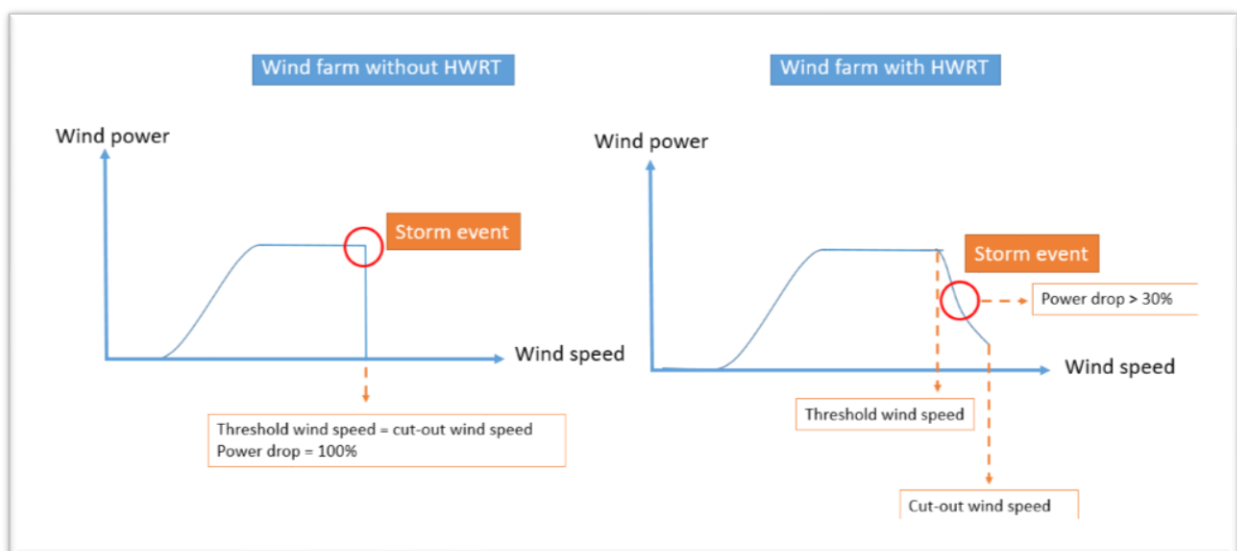 Wind farm without HWRT
Wind power
Storm event
Wind speed
Threshold wind speed = cut-out wind speed
Power drop = 100%
Wind farm with HWRT
Wind power
Storm event
Power drop > 30%
Wind speed
Threshold wind speed
Cut-out wind speed